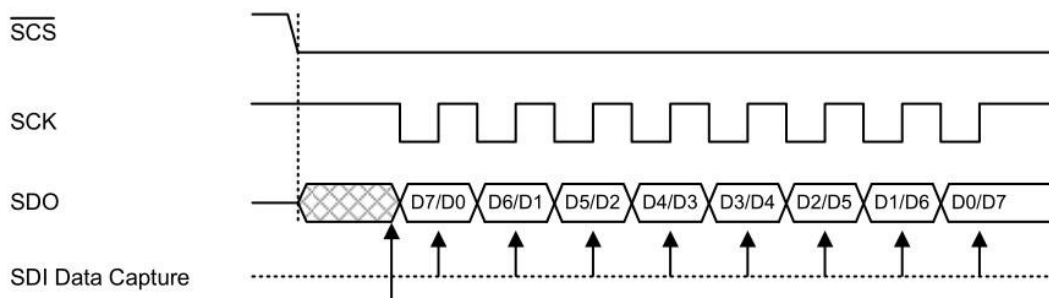 SCS
SCK
SDO
D7/D0 D6/D1 D5/D2 D4/D3 D3/D4 D2/D5 D1/D6 D0/D7
SDI Data Capture